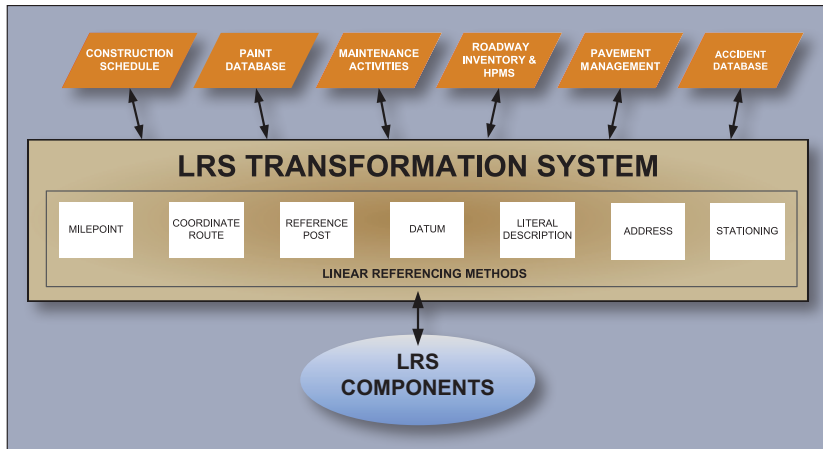 CONSTRUCTION
SCHEDULE
PAINT
DATABASE
MAINTENANCE
ACTIVITIES
ROADWAY
INVENTORY &
HPMS
PAVEMENT
MANAGEMENT
ACCIDENT
DATABASE
LRS TRANSFORMATION SYSTEM
MILEPOINT
COORDINATE
ROUTE
REFERENCE
POST
DATUM
LITERAL
DESCRIPTION
ADDRESS
STATIONING
LINEAR REFERENCING METHODS
LRS
COMPONENTS